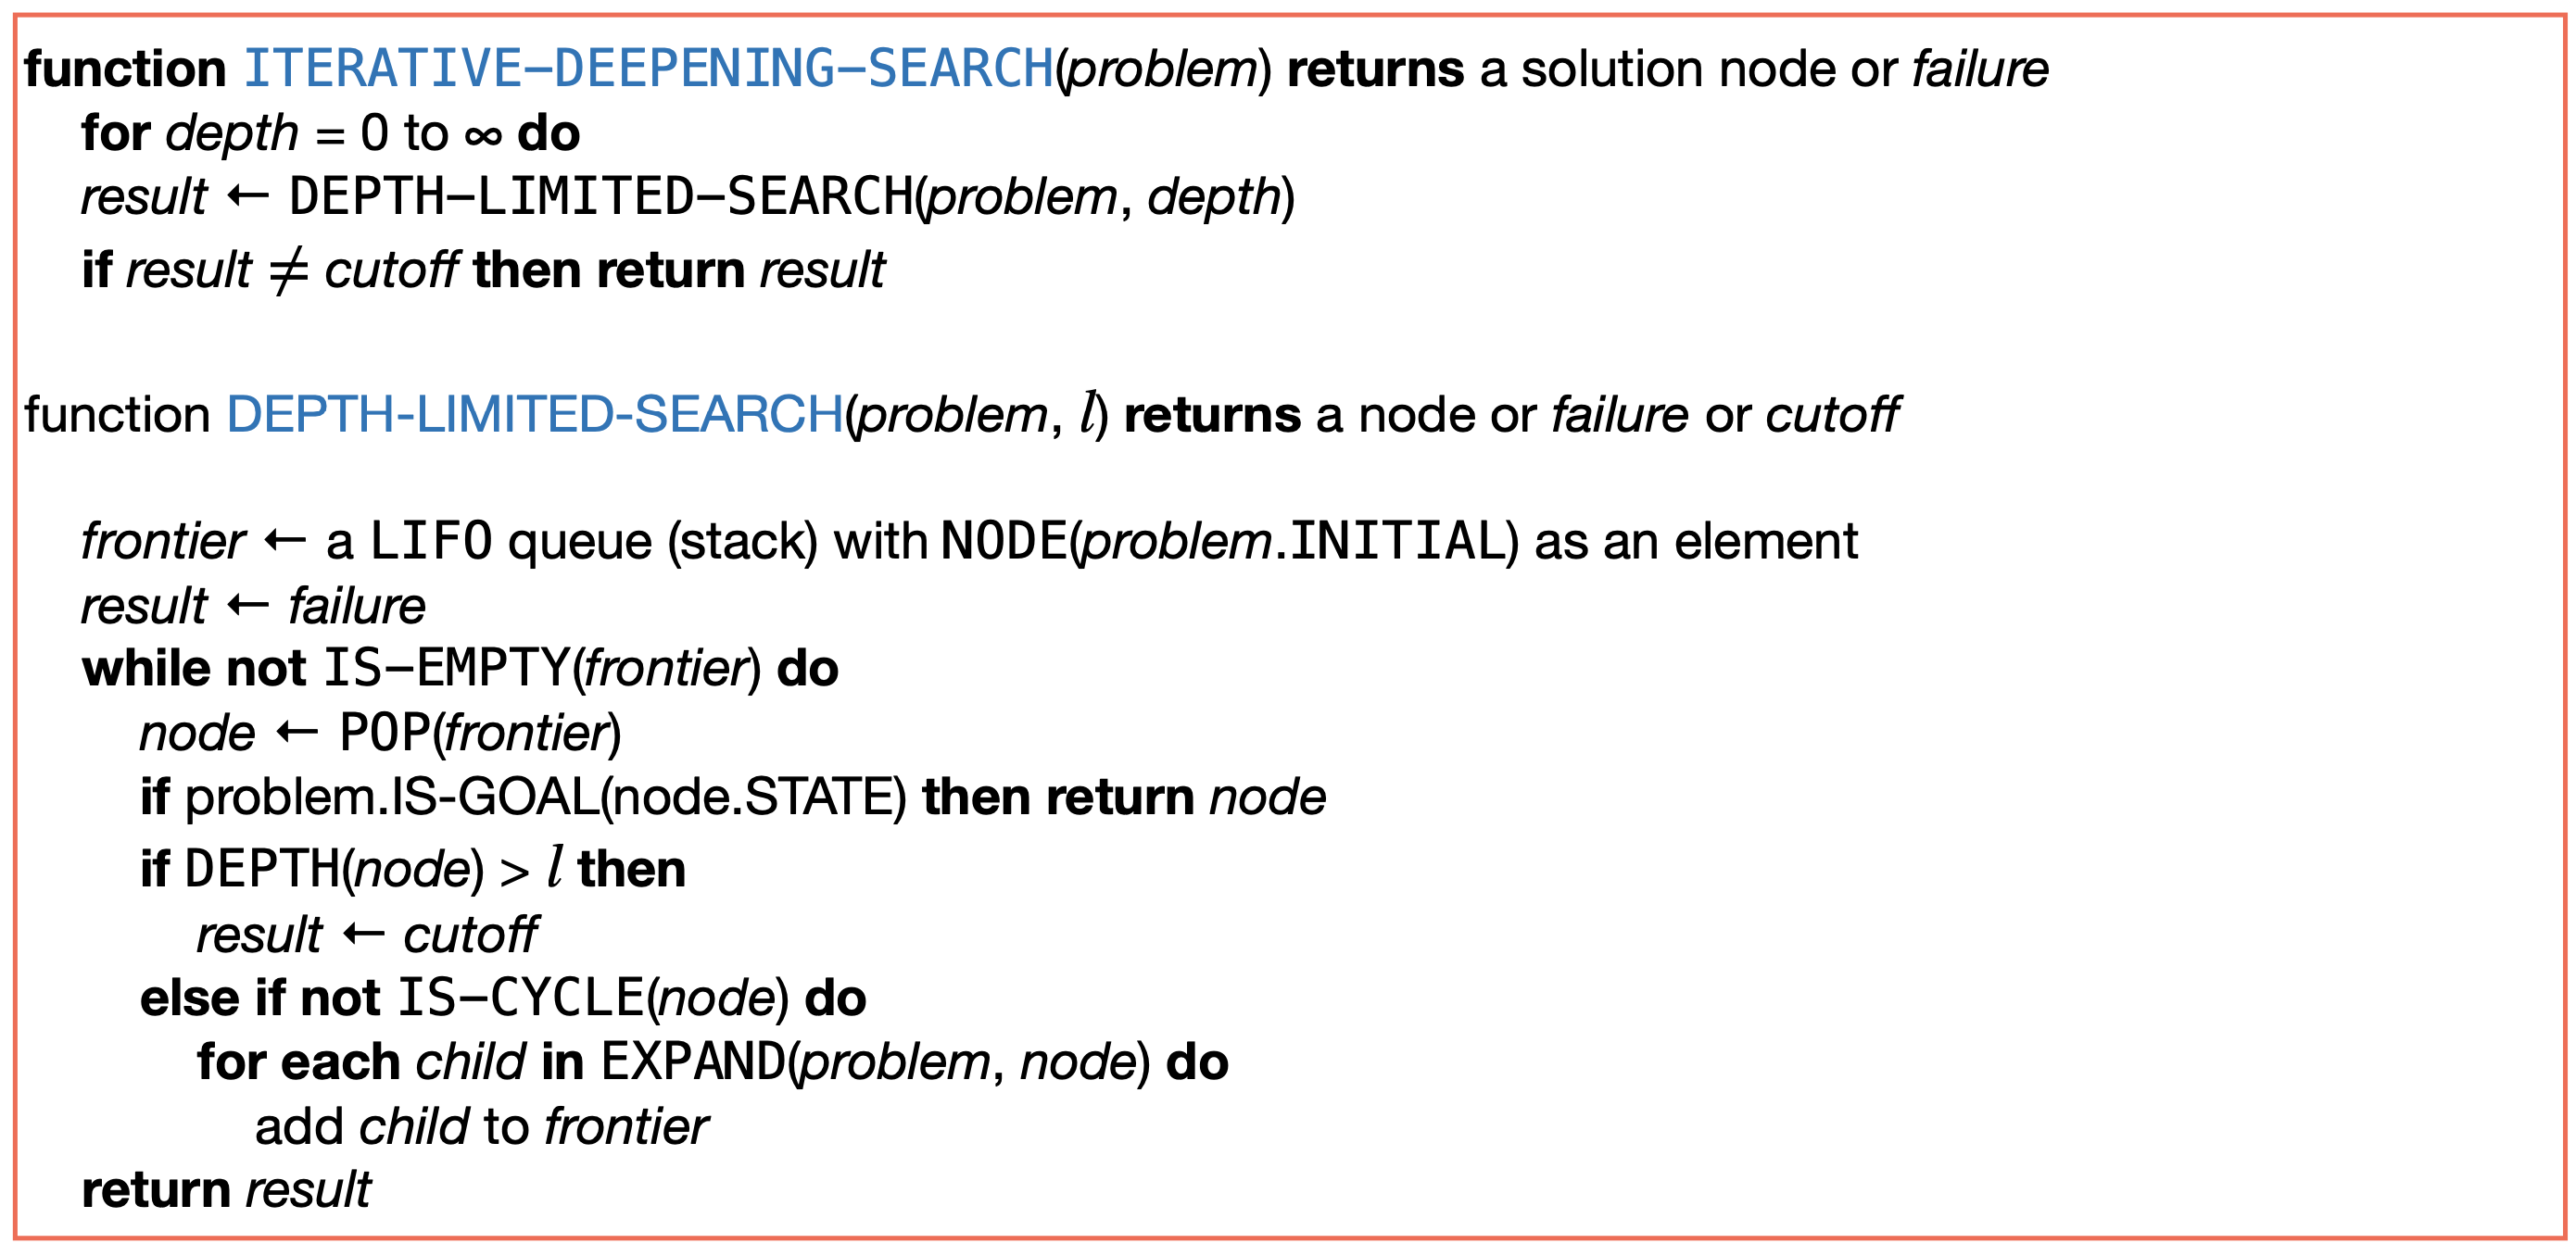 function ITERATIVE–DEEPENING–SEARCH(problem) returns a solution node or failure
for depth = 0 to ∞ do
result ← DEPTH–LIMITED–SEARCH(problem, depth)
if result ≠ cutoff then return result
function DEPTH-LIMITED-SEARCH(problem, l) returns a node or failure or cutoff
frontier ← a LIFO queue (stack) with NODE(problem.INITIAL) as an element
result ← failure
while not IS–EMPTY(frontier) do
node ← POP(frontier)
if problem.IS-GOAL(node.STATE) then return node
if DEPTH(node) > l then
result ← cutoff
else if not IS–CYCLE(node) do
for each child in EXPAND(problem, node) do
add child to frontier
return result